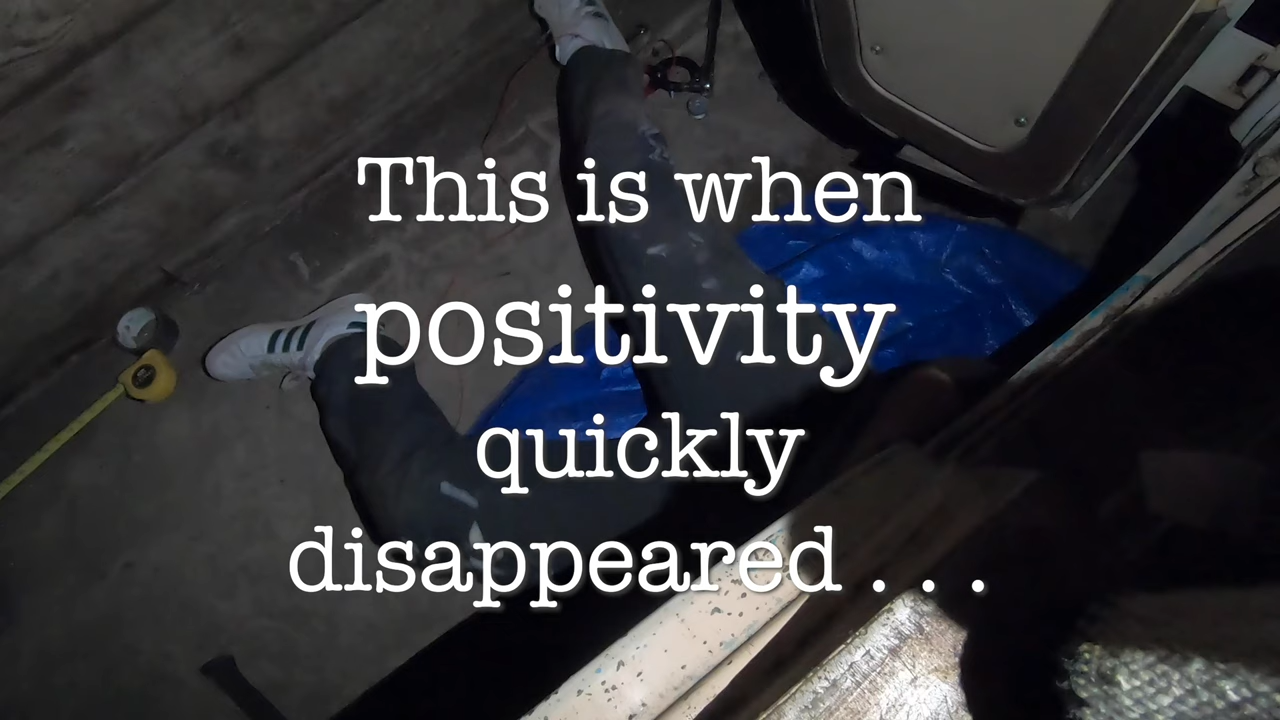 This is when
positivity
quickly
disappeared . . .